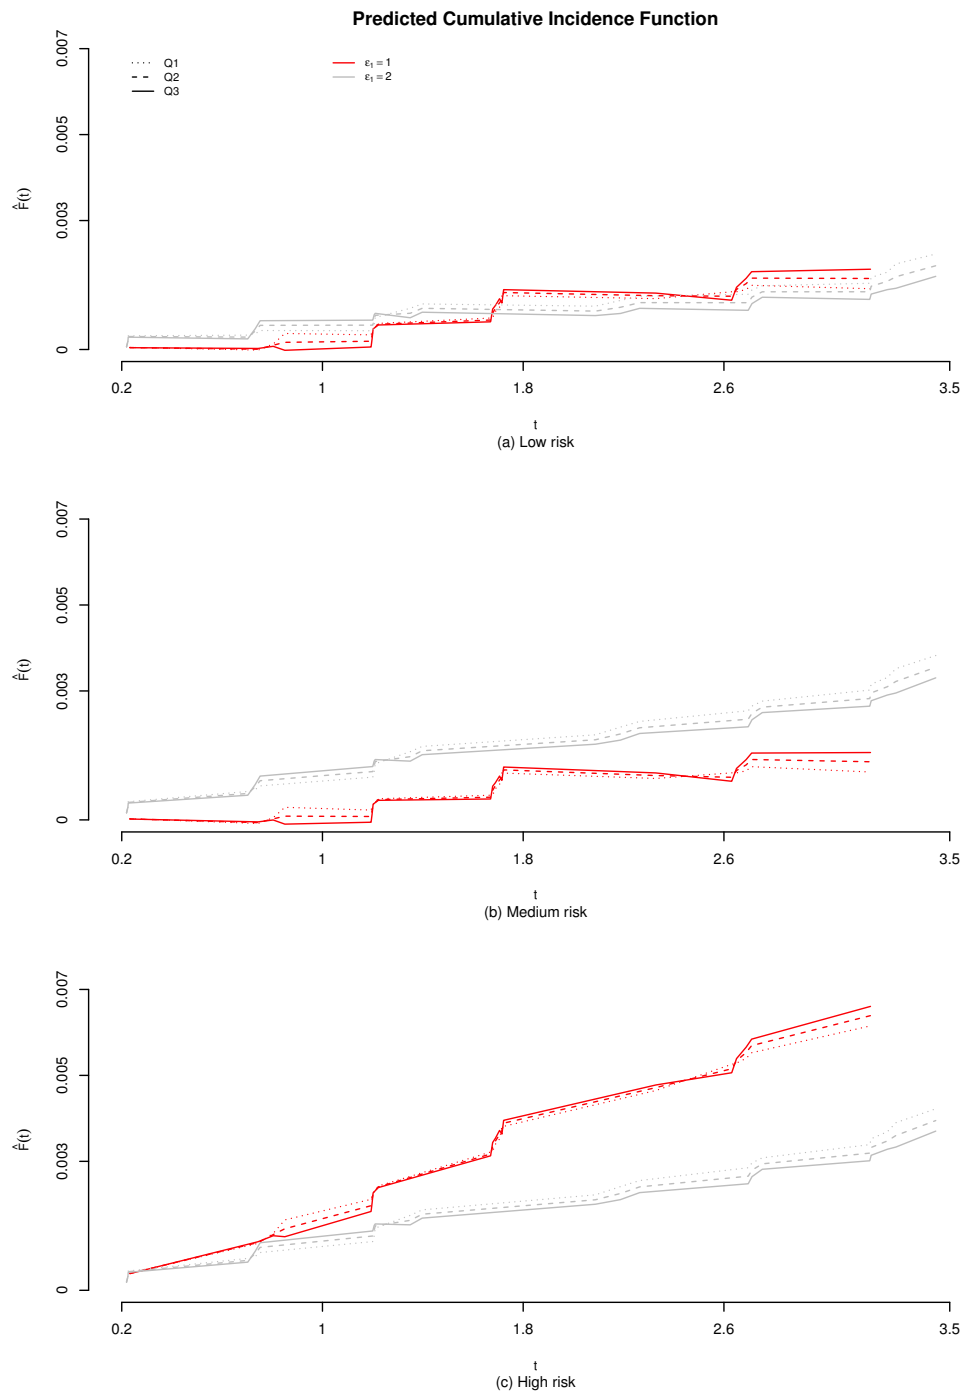 Predicted Cumulative Incidence Function
0.007
0.005
0.003
0
F̂(t)
Q1
Q2
Q3
ε₁ = 1
ε₁ = 2
0.2 1 1.8 2.6 3.5
t
(a) Low risk
0.007
0.005
0.003
0
F̂(t)
0.2 1 1.8 2.6 3.5
t
(b) Medium risk
0.007
0.005
0.003
0
F̂(t)
0.2 1 1.8 2.6 3.5
t
(c) High risk